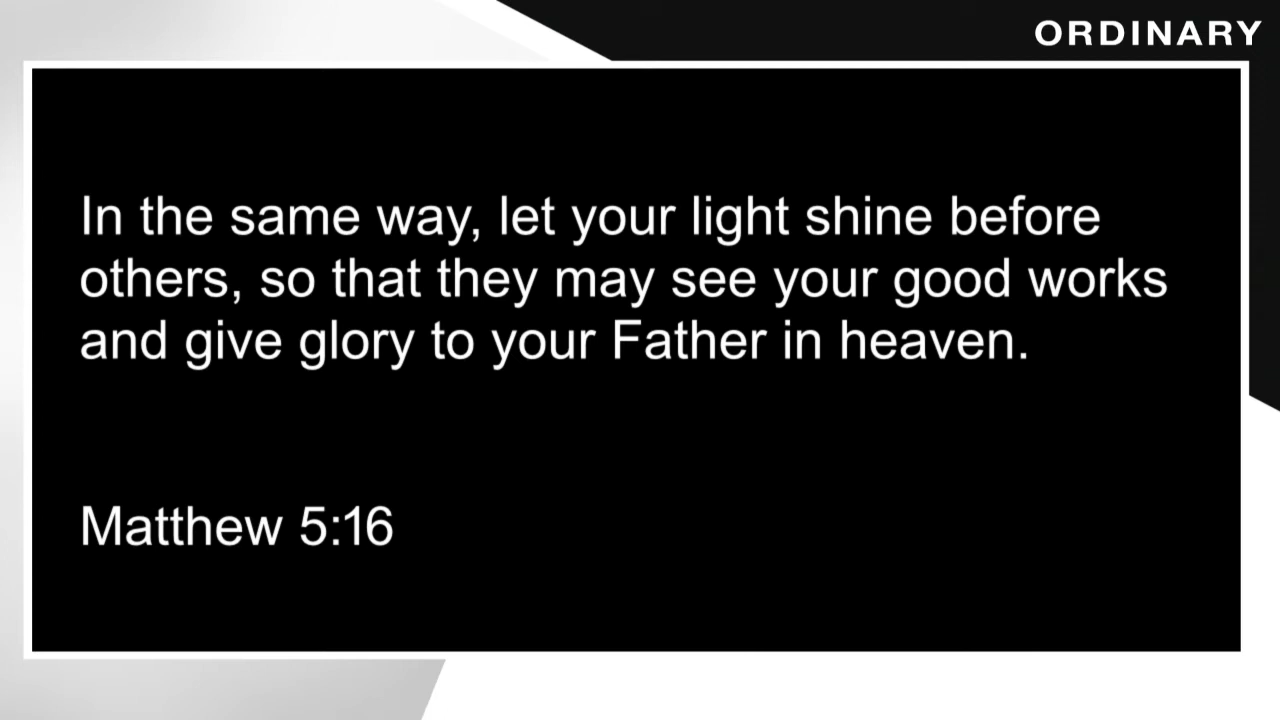 ORDINARY
In the same way, let your light shine before
others, so that they may see your good works
and give glory to your Father in heaven.
Matthew 5:16